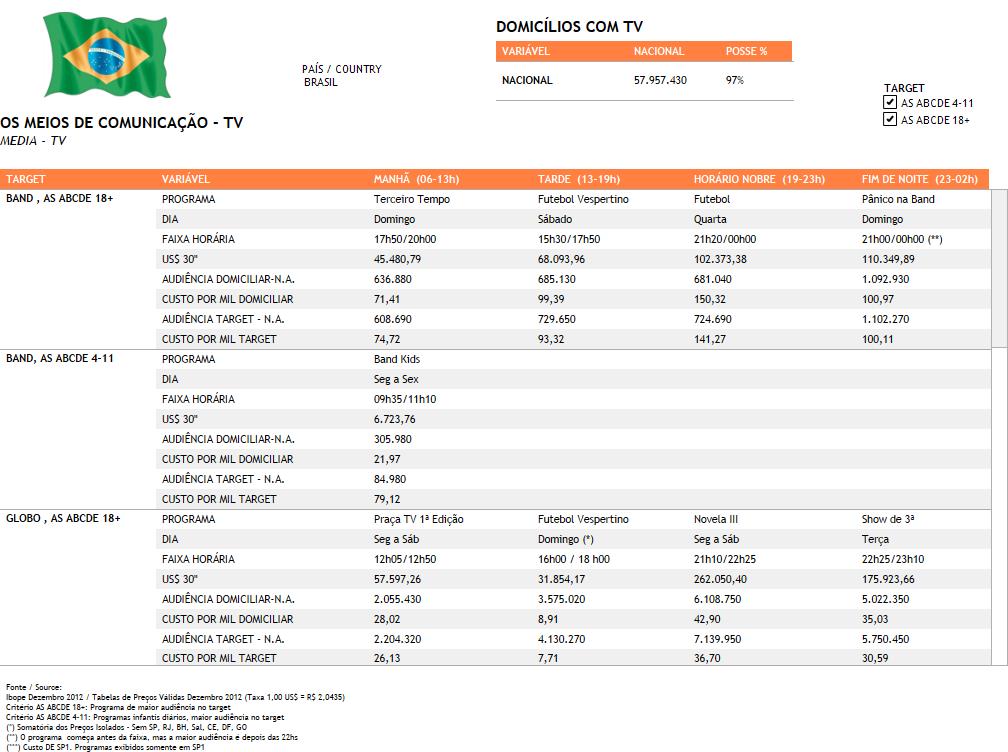 DOMICÍLIOS COM TV
VARIÁVEL NACIONAL POSSE %
NACIONAL 57.957.430 97%
PAÍS / COUNTRY
BRASIL
TARGET
AS ABCDE 4-11
AS ABCDE 18+
OS MEIOS DE COMUNICAÇÃO - TV
MEDIA - TV
TARGET VARIÁVEL MANHÃ (06-13h) TARDE (13-19h) HORÁRIO NOBRE (19-23h) FIM DE NOITE (23-02h)
BAND , AS ABCDE 18+ PROGRAMA Terceiro Tempo Futebol Vespertino Futebol Pânico na Band
DIA Domingo Sábado Quarta Domingo
FAIXA HORÁRIA 17h50/20h00 15h30/17h50 21h20/00h00 21h00/00h00 (**)
US$ 30" 45.480,79 68.093,96 102.373,38 110.349,89
AUDIÊNCIA DOMICILIAR-N.A. 636.880 685.130 681.040 1.092.930
CUSTO POR MIL DOMICILIAR 71,41 99,39 150,32 100,97
AUDIÊNCIA TARGET - N.A. 608.690 729.650 724.690 1.102.270
CUSTO POR MIL TARGET 74,72 93,32 141,27 100,11
BAND, AS ABCDE 4-11 PROGRAMA Band Kids
DIA Seg a Sex
FAIXA HORÁRIA 09h35/11h10
US$ 30" 6.723,76
AUDIÊNCIA DOMICILIAR-N.A. 305.980
CUSTO POR MIL DOMICILIAR 21,97
AUDIÊNCIA TARGET - N.A. 84.980
CUSTO POR MIL TARGET 79,12
GLOBO , AS ABCDE 18+ PROGRAMA Praça TV 1ª Edição Futebol Vespertino Novela III Show de 3ª
DIA Seg a Sáb Domingo (*) Seg a Sáb Terça
FAIXA HORÁRIA 12h05/12h50 16h00 / 18 h00 21h10/22h25 22h25/23h10
US$ 30" 57.597,26 31.854,17 262.050,40 175.923,66
AUDIÊNCIA DOMICILIAR-N.A. 2.055.430 3.575.020 6.108.750 5.022.350
CUSTO POR MIL DOMICILIAR 28,02 8,91 42,90 35,03
AUDIÊNCIA TARGET - N.A. 2.204.320 4.130.270 7.139.950 5.750.450
CUSTO POR MIL TARGET 26,13 7,71 36,70 30,59
Fonte / Source:
Ibope Dezembro 2012 / Tabelas de Preços Válidas Dezembro 2012 (Taxa 1,00 US$ = R$ 2,0435)
Critério AS ABCDE 18+: Programa de maior audiência no target
Critério AS ABCDE 4-11: Programas infantis diários, maior audiência no target
(*) Somatória dos Preços Isolados - Sem SP, RJ, BH, Sal, CE, DF, GO
(**) O programa começa antes da faixa, mas a maior audiência é depois das 22hs
(***) Custo DE SP1. Programas exibidos somente em SP1